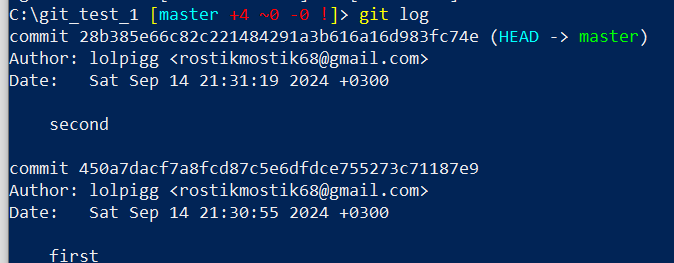 C:\git_test_1 [master +4 ~0 -0 !]> git log
commit 28b385e66c82c221484291a3b616a16d983fc74e (HEAD -> master)
Author: lolpigg <rostikmostik68@gmail.com>
Date:   Sat Sep 14 21:31:19 2024 +0300
    second
commit 450a7dacf7a8fcd87c5e6dfdce755273c71187e9
Author: lolpigg <rostikmostik68@gmail.com>
Date:   Sat Sep 14 21:30:55 2024 +0300
    first